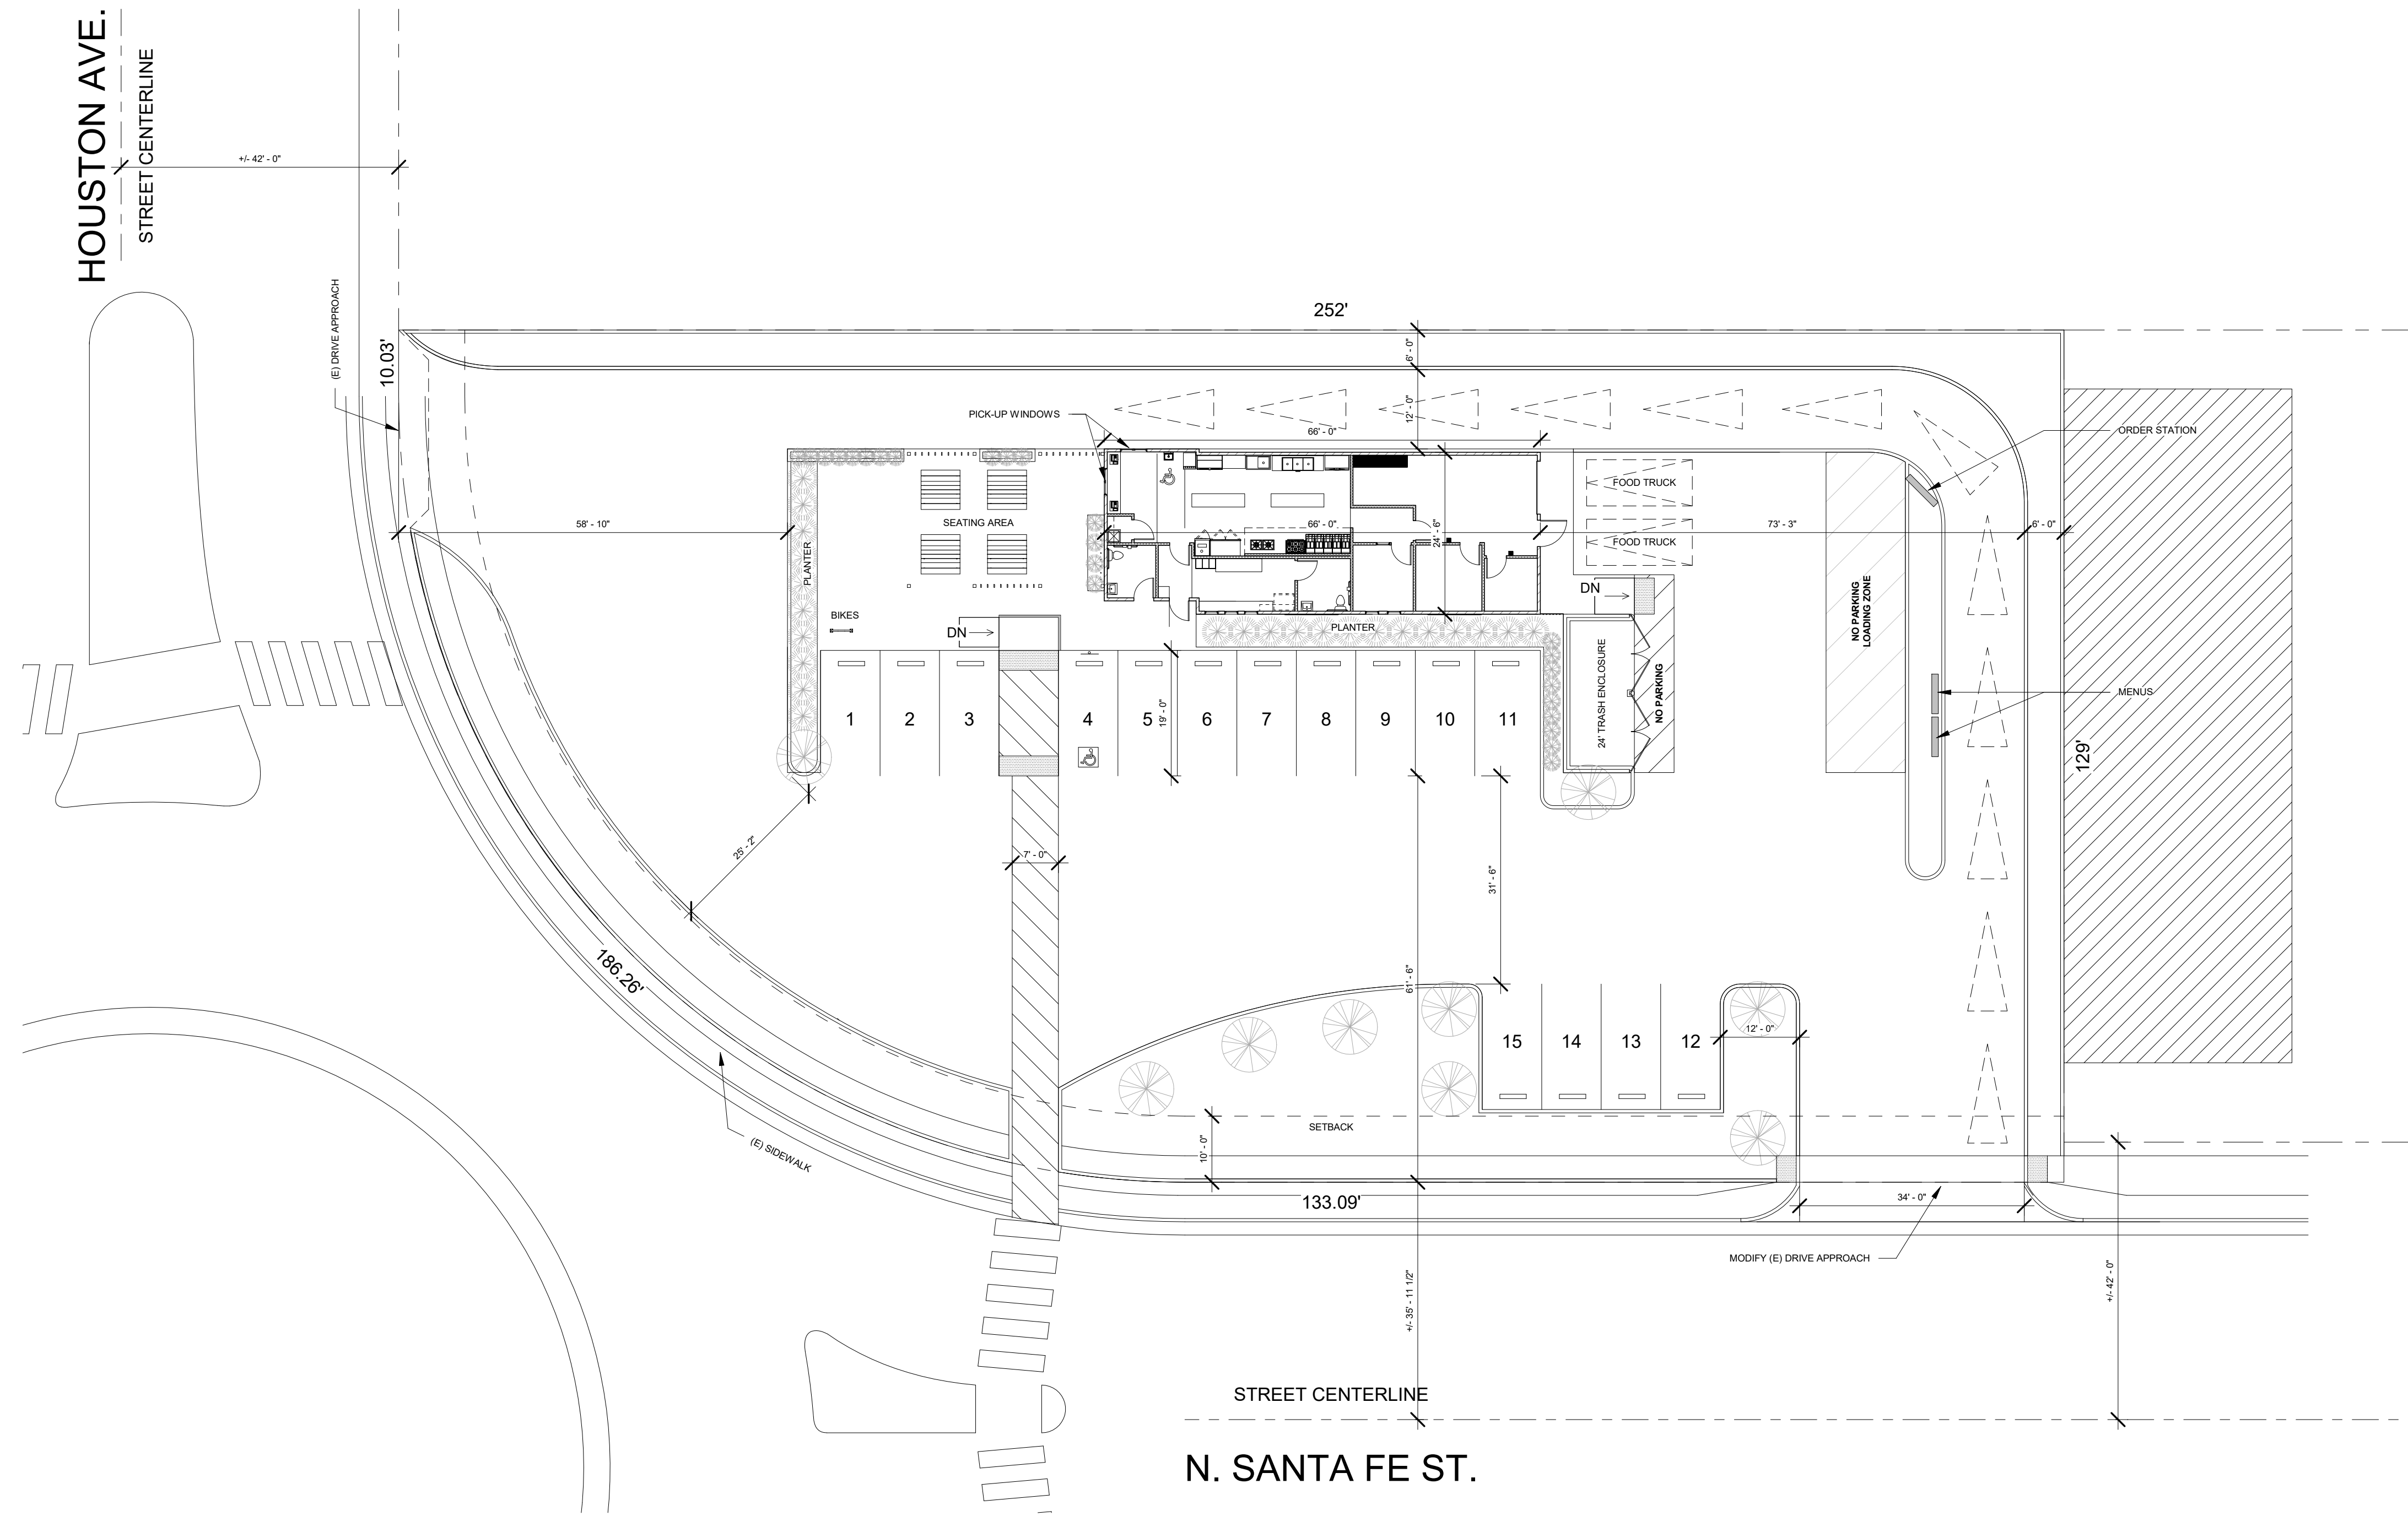 HOUSTON AVE.
STREET CENTERLINE
+/- 42' - 0"
(E) DRIVE APPROACH
10.03'
252'
6' - 0"
12' - 0"
PICK-UP WINDOWS
66' - 0"
ORDER STATION
FOOD TRUCK
SEATING AREA
58' - 10"
66' - 0"
24' - 6"
73' - 3"
6' - 0"
FOOD TRUCK
PLANTER
DN
NO PARKING
LOADING ZONE
BIKES
PLANTER
DN
24' TRASH ENCLOSURE
NO PARKING
MENUS
1
2
3
4
5
19' - 0"
6
7
8
9
10
11
129'
25' - 2"
7' - 0"
31' - 6"
186.26'
61' - 6"
15
14
13
12
12' - 0"
SETBACK
10' - 0"
(E) SIDEWALK
133.09'
34' - 0"
MODIFY (E) DRIVE APPROACH
+/- 35' - 11 1/2"
+/- 42' - 0"
STREET CENTERLINE
N. SANTA FE ST.